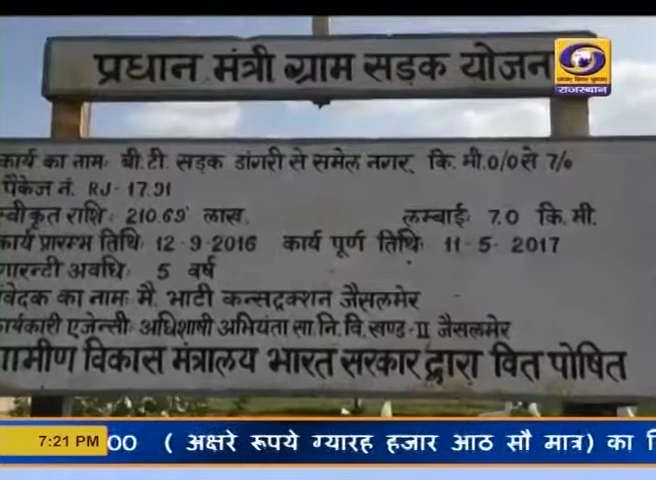 प्रधान मंत्री ग्राम सड़क योजन
राजस्थान
कार्य का नाम: बी.टी. सड़क डांगरी से समेल नगर, कि.मी.0/0 से 7/0
पैकेज नं. RJ-17.91
स्वीकृत राशि: 210.69 लाख. लम्बाई: 7.0 कि.मी.
कार्य प्रारम्भ तिथि: 12-9-2016 कार्य पूर्ण तिथि: 11-5-2017
गारन्टी अवधि: 5 वर्ष
विदक का नाम: मै. भाटी कन्सट्रक्शन जैसलमेर
कार्यकारी एजेन्सी: अधिशाषी अभियंता सा.नि.वि.खण्ड-II जैसलमेर
ग्रामीण विकास मंत्रालय भारत सरकार द्वारा वित पोषित
7:21 PM 00 ( अक्षरे रूपये ग्यारह हजार आठ सौ मात्र) का